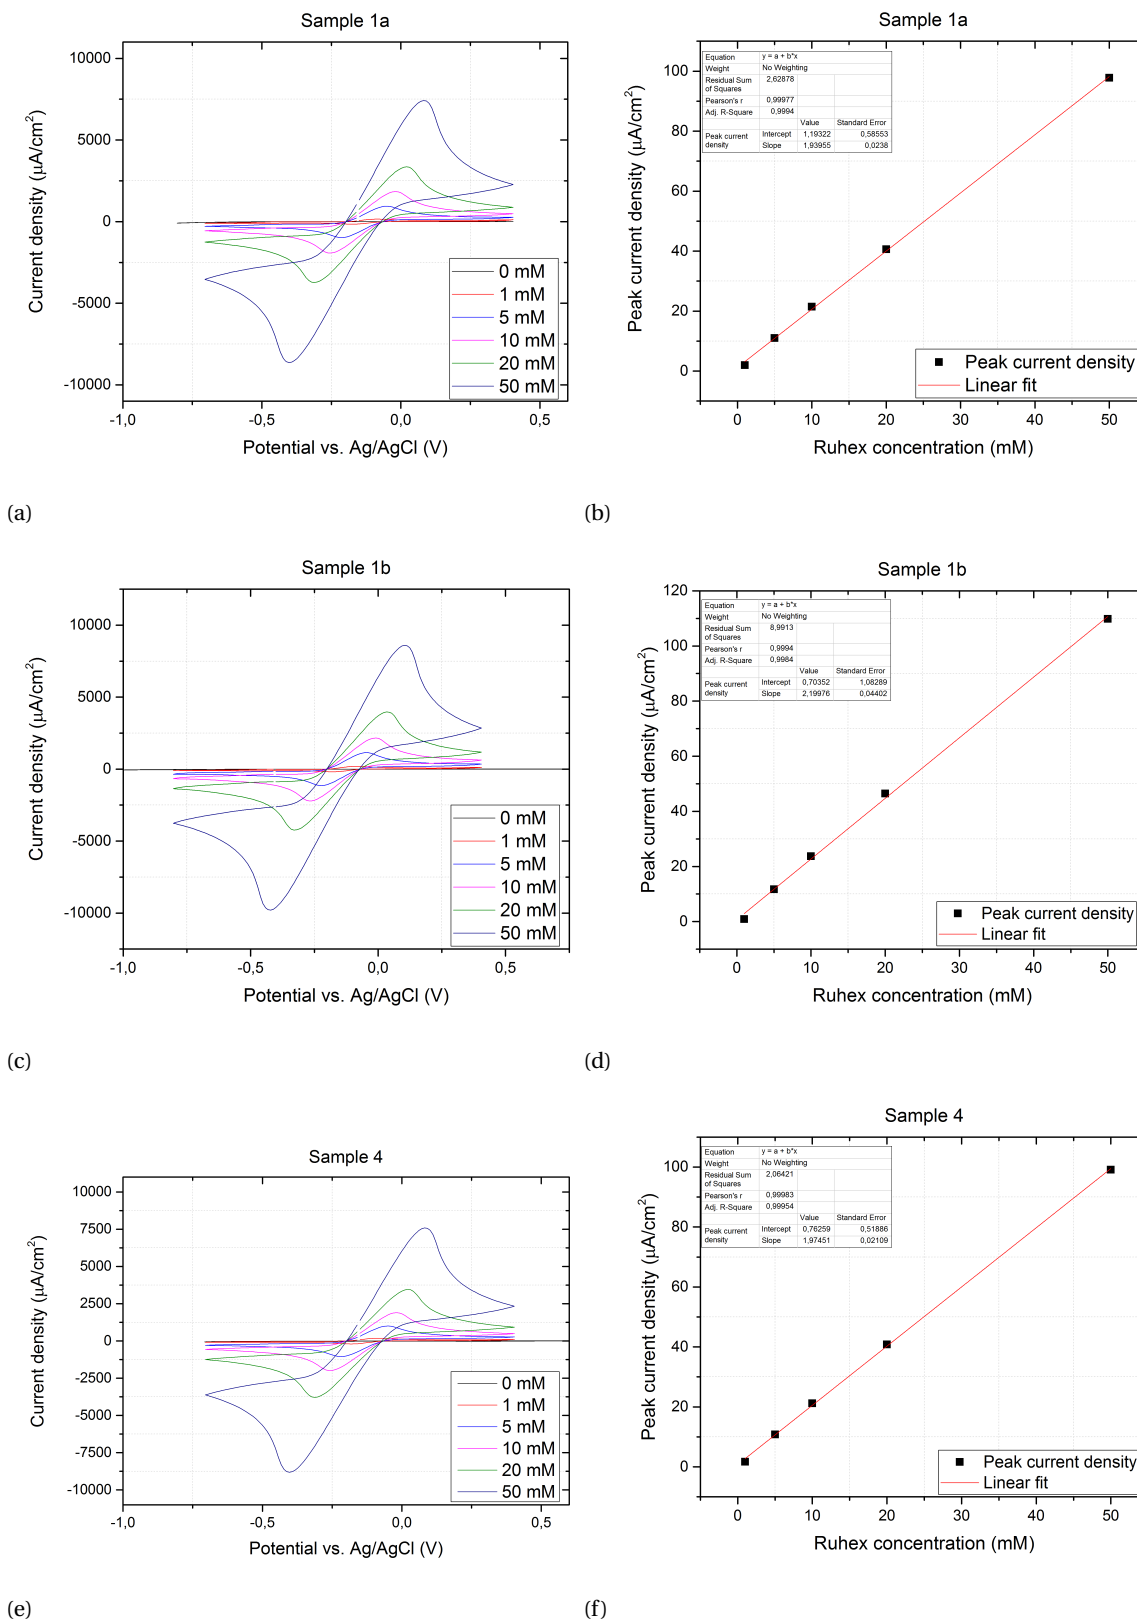 Sample 1a
10000
5000
0
-5000
-10000
-1,0
-0,5
0,0
0,5
Current density (µA/cm²)
Potential vs. Ag/AgCl (V)
0 mM
1 mM
5 mM
10 mM
20 mM
50 mM
(a)
Sample 1a
Equation y = a + b*x
Weight No Weighting
Residual Sum of Squares 2,62878
Pearson's r 0,99977
Adj. R-Square 0,9994
Value Standard Error
Peak current density Intercept 1,19322 0,58553
Slope 1,93955 0,0238
100
80
60
40
20
0
0 10 20 30 40 50
Peak current density (µA/cm²)
Ruhex concentration (mM)
Peak current density
Linear fit
(b)
Sample 1b
10000
5000
0
-5000
-10000
-1,0
-0,5
0,0
0,5
Current density (µA/cm²)
Potential vs. Ag/AgCl (V)
0 mM
1 mM
5 mM
10 mM
20 mM
50 mM
(c)
Sample 1b
Equation y = a + b*x
Weight No Weighting
Residual Sum of Squares 8,9913
Pearson's r 0,9994
Adj. R-Square 0,9984
Value Standard Error
Peak current density Intercept 0,70352 1,08289
Slope 2,19976 0,04402
120
100
80
60
40
20
0
0 10 20 30 40 50
Peak current density (µA/cm²)
Ruhex concentration (mM)
Peak current density
Linear fit
(d)
Sample 4
10000
7500
5000
2500
0
-2500
-5000
-7500
-10000
-1,0
-0,5
0,0
0,5
Current density (µA/cm²)
Potential vs. Ag/AgCl (V)
0 mM
1 mM
5 mM
10 mM
20 mM
50 mM
(e)
Sample 4
Equation y = a + b*x
Weight No Weighting
Residual Sum of Squares 2,06421
Pearson's r 0,99983
Adj. R-Square 0,99954
Value Standard Error
Peak current density Intercept 0,76259 0,51886
Slope 1,97451 0,02109
100
80
60
40
20
0
0 10 20 30 40 50
Peak current density (µA/cm²)
Ruhex concentration (mM)
Peak current density
Linear fit
(f)